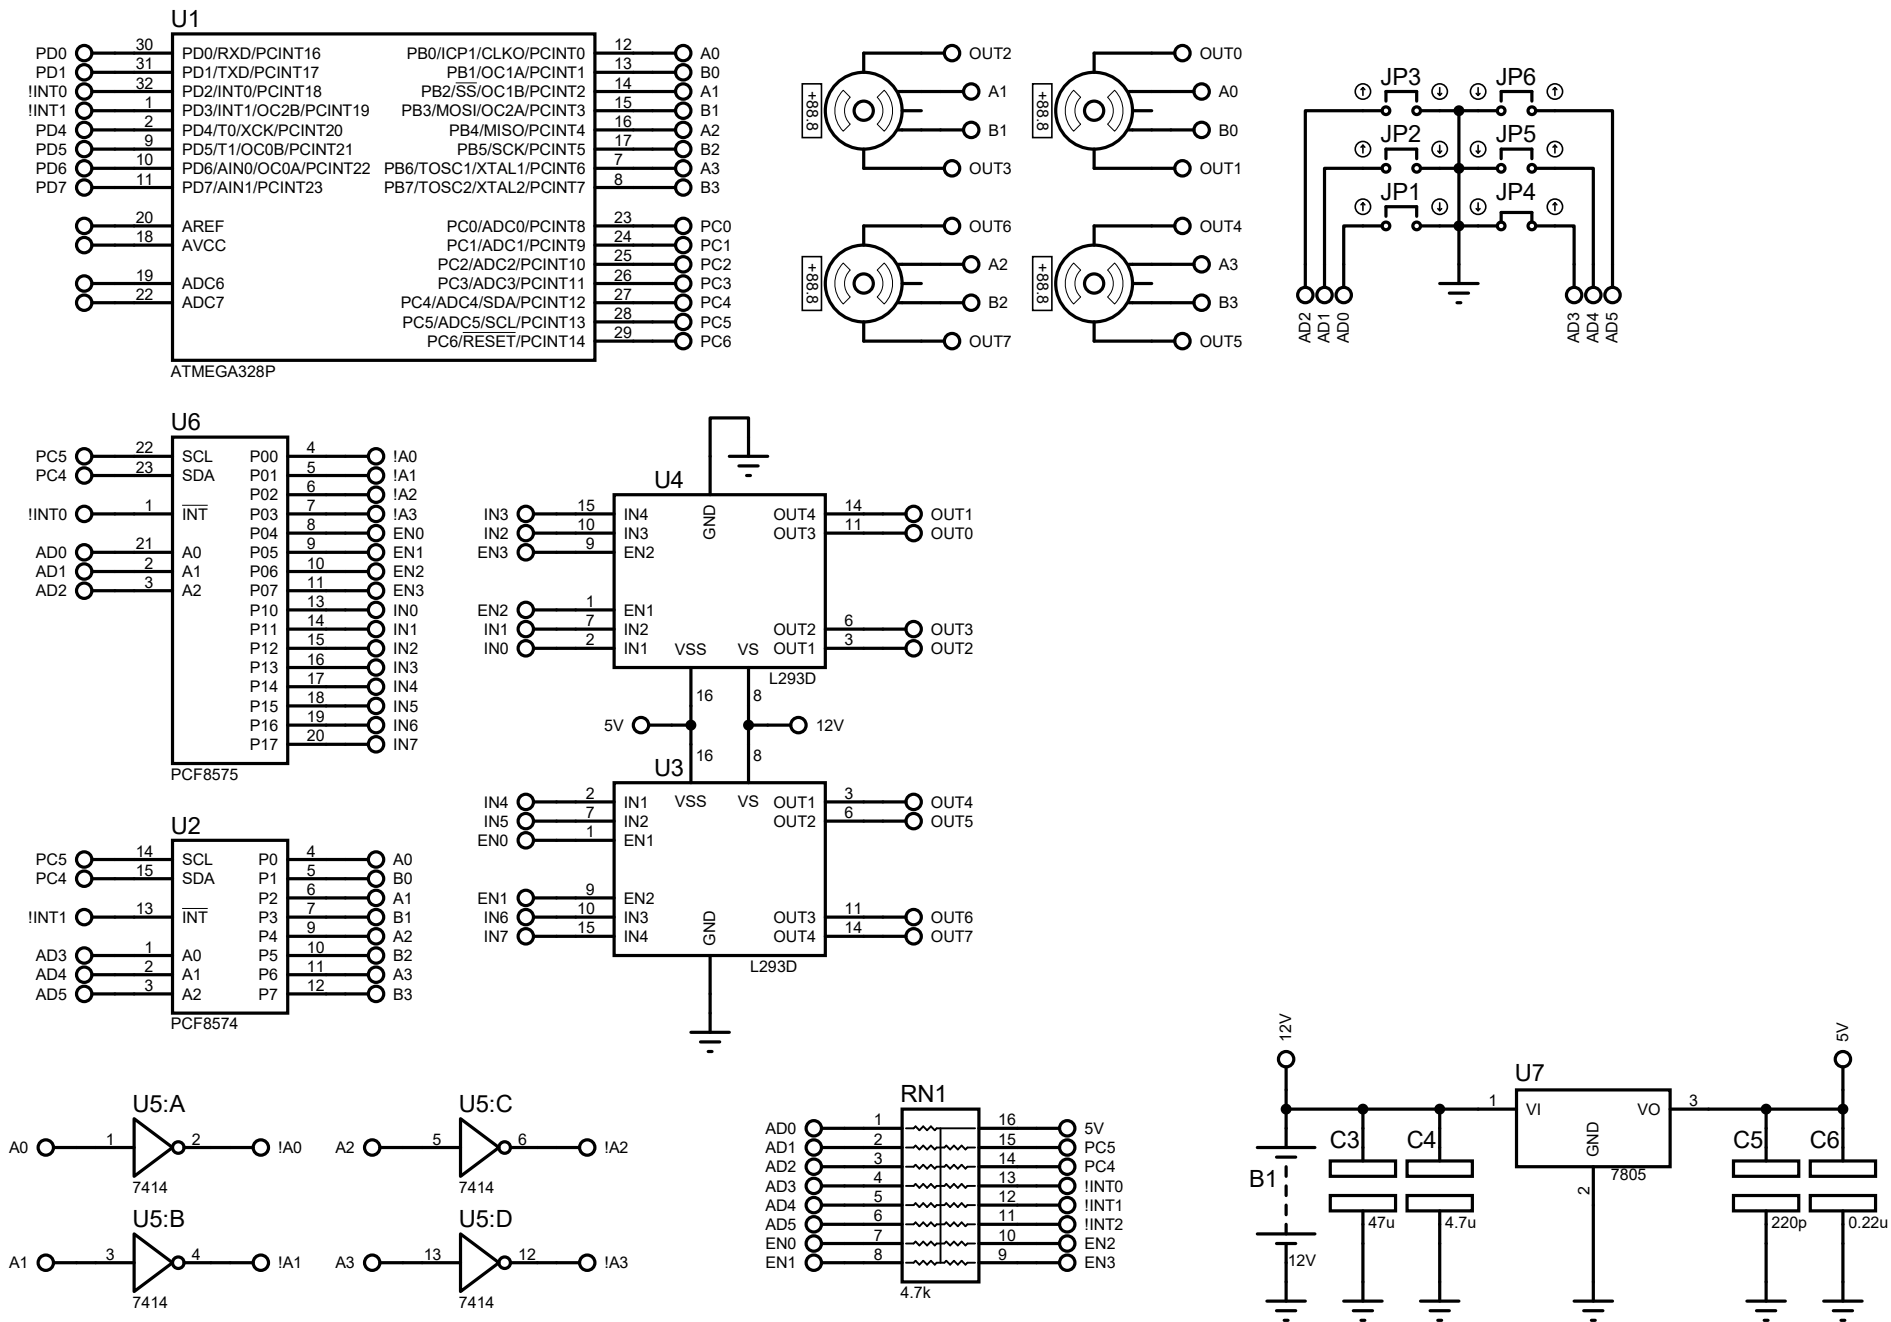 U1
PD0 30 PD0/RXD/PCINT16 PB0/ICP1/CLKO/PCINT0 12 A0
PD1 31 PD1/TXD/PCINT17 PB1/OC1A/PCINT1 13 B0
!INT0 32 PD2/INT0/PCINT18 PB2/SS/OC1B/PCINT2 14 A1
!INT1 1 PD3/INT1/OC2B/PCINT19 PB3/MOSI/OC2A/PCINT3 15 B1
PD4 2 PD4/T0/XCK/PCINT20 PB4/MISO/PCINT4 16 A2
PD5 9 PD5/T1/OC0B/PCINT21 PB5/SCK/PCINT5 17 B2
PD6 10 PD6/AIN0/OC0A/PCINT22 PB6/TOSC1/XTAL1/PCINT6 7 A3
PD7 11 PD7/AIN1/PCINT23 PB7/TOSC2/XTAL2/PCINT7 8 B3
20 AREF PC0/ADC0/PCINT8 23 PC0
18 AVCC PC1/ADC1/PCINT9 24 PC1
PC2/ADC2/PCINT10 25 PC2
19 ADC6 PC3/ADC3/PCINT11 26 PC3
22 ADC7 PC4/ADC4/SDA/PCINT12 27 PC4
PC5/ADC5/SCL/PCINT13 28 PC5
PC6/RESET/PCINT14 29 PC6
ATMEGA328P
OUT2
A1
+88.8
B1
OUT3
OUT0
A0
+88.8
B0
OUT1
OUT6
A2
+88.8
B2
OUT7
OUT4
A3
+88.8
B3
OUT5
JP3 JP6
JP2 JP5
JP1 JP4
AD2 AD1 AD0 AD3 AD4 AD5
U6
PC5 22 SCL P00 4 !A0
PC4 23 SDA P01 5 !A1
P02 6 !A2
!INT0 1 INT P03 7 !A3
P04 8 EN0
AD0 21 A0 P05 9 EN1
AD1 2 A1 P06 10 EN2
AD2 3 A2 P07 11 EN3
P10 13 IN0
P11 14 IN1
P12 15 IN2
P13 16 IN3
P14 17 IN4
P15 18 IN5
P16 19 IN6
P17 20 IN7
PCF8575
U4
GND
IN3 15 IN4 OUT4 14 OUT1
IN2 10 IN3 OUT3 11 OUT0
EN3 9 EN2
EN2 1 EN1
IN1 7 IN2 OUT2 6 OUT3
IN0 2 IN1 VSS VS OUT1 3 OUT2
L293D
16 8
5V 12V
16 8
U3
IN4 2 IN1 VSS VS OUT1 3 OUT4
IN5 7 IN2 OUT2 6 OUT5
EN0 1 EN1
EN1 9 EN2
IN6 10 IN3 GND OUT3 11 OUT6
IN7 15 IN4 OUT4 14 OUT7
L293D
U2
PC5 14 SCL P0 4 A0
PC4 15 SDA P1 5 B0
P2 6 A1
!INT1 13 INT P3 7 B1
P4 9 A2
AD3 1 A0 P5 10 B2
AD4 2 A1 P6 11 A3
AD5 3 A2 P7 12 B3
PCF8574
U5:A
A0 1 2 !A0
7414
U5:C
A2 5 6 !A2
7414
U5:B
A1 3 4 !A1
7414
U5:D
A3 13 12 !A3
7414
RN1
AD0 1 16 5V
AD1 2 15 PC5
AD2 3 14 PC4
AD3 4 13 !INT0
AD4 5 12 !INT1
AD5 6 11 !INT2
EN0 7 10 EN2
EN1 8 9 EN3
4.7k
12V 5V
U7
1 VI VO 3
GND
2
7805
B1
12V
C3
47u
C4
4.7u
C5
220p
C6
0.22u